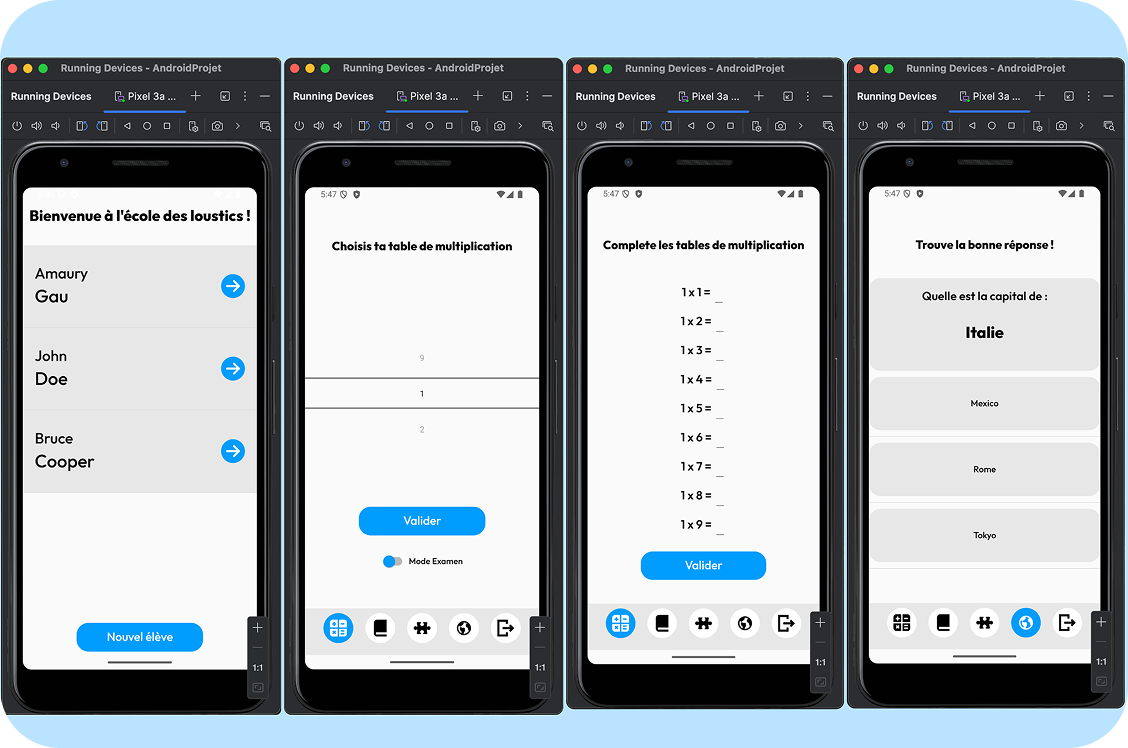 Running Devices - AndroidProjet
Running Devices
Pixel 3a ...
Bienvenue à l'école des loustics !
Amaury
Gau
John
Doe
Bruce
Cooper
Nouvel élève
1:1
Running Devices - AndroidProjet
Running Devices
Pixel 3a ...
5:47
Choisis ta table de multiplication
9
1
2
Valider
Mode Examen
1:1
Running Devices - AndroidProjet
Running Devices
Pixel 3a ...
5:47
Complete les tables de multiplication
1 x 1 = _
1 x 2 = _
1 x 3 = _
1 x 4 = _
1 x 5 = _
1 x 6 = _
1 x 7 = _
1 x 8 = _
1 x 9 = _
Valider
1:1
Running Devices - AndroidProjet
Running Devices
Pixel 3a ...
5:47
Trouve la bonne réponse !
Quelle est la capital de :
Italie
Mexico
Rome
Tokyo
1:1